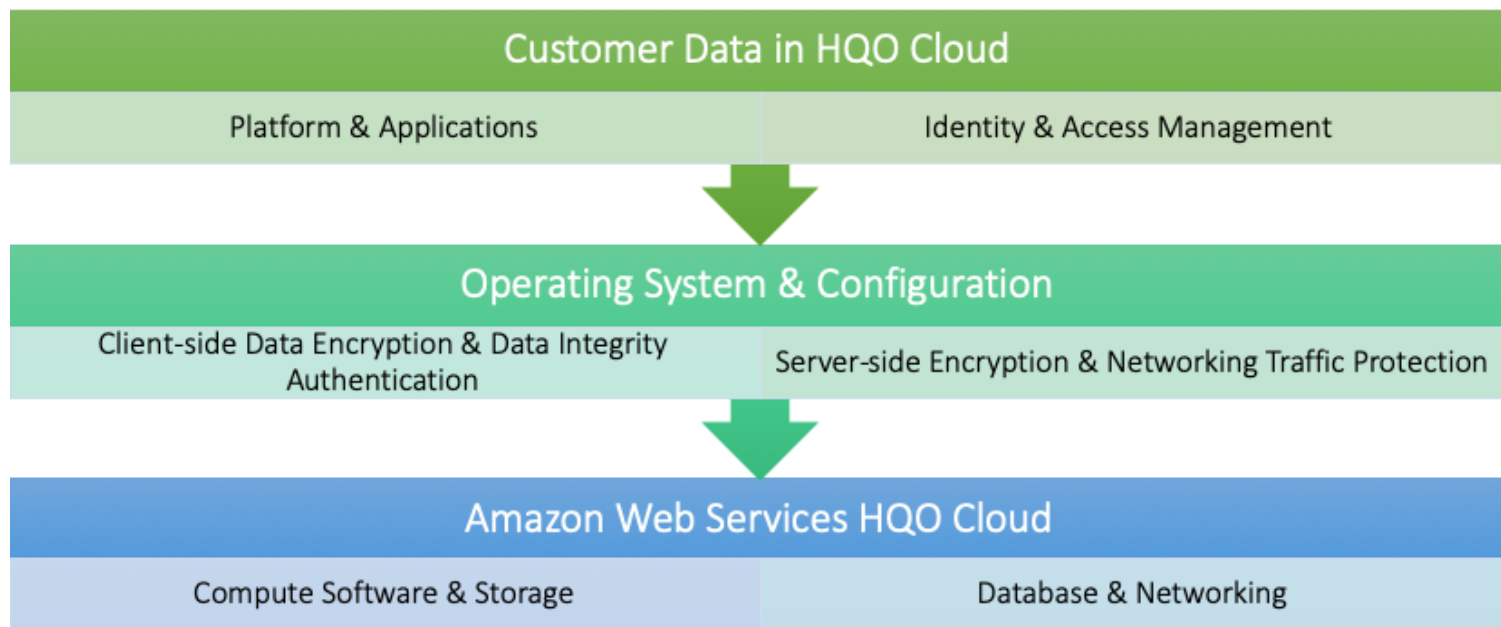 Customer Data in HQO Cloud
Platform & Applications
Identity & Access Management
Operating System & Configuration
Client-side Data Encryption & Data Integrity
Authentication
Server-side Encryption & Networking Traffic Protection
Amazon Web Services HQO Cloud
Compute Software & Storage
Database & Networking